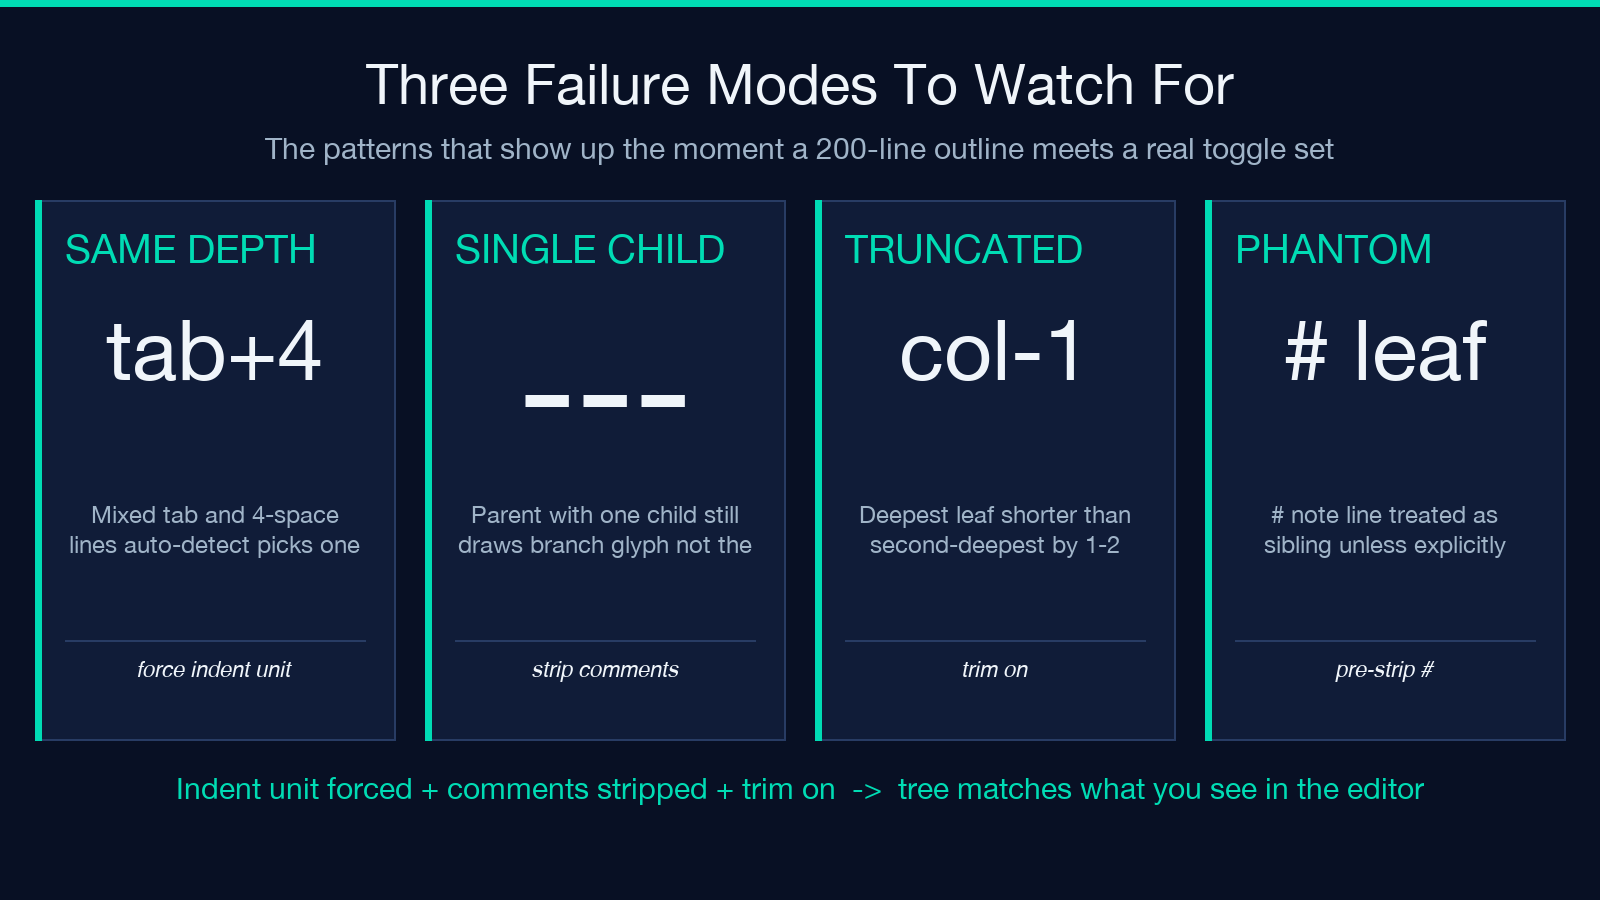 Three Failure Modes To Watch For
The patterns that show up the moment a 200-line outline meets a real toggle set
SAME DEPTH
tab+4
Mixed tab and 4-space
lines auto-detect picks one
force indent unit
SINGLE CHILD
___
Parent with one child still
draws branch glyph not the
strip comments
TRUNCATED
col-1
Deepest leaf shorter than
second-deepest by 1-2
trim on
PHANTOM
# leaf
# note line treated as
sibling unless explicitly
pre-strip #
Indent unit forced + comments stripped + trim on -> tree matches what you see in the editor